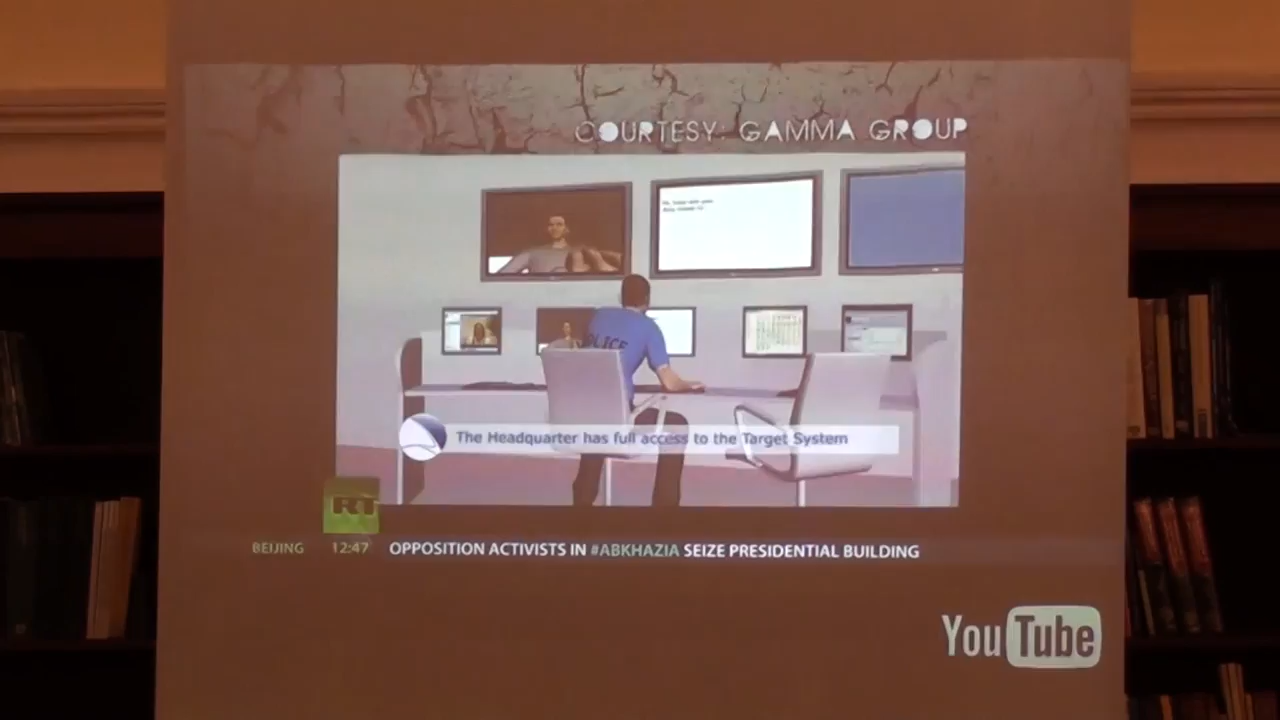 COURTESY: GAMMA GROUP
POLICE
The Headquarter has full access to the Target System
RT
BEIJING 12:47 OPPOSITION ACTIVISTS IN #ABKHAZIA SEIZE PRESIDENTIAL BUILDING
YouTube